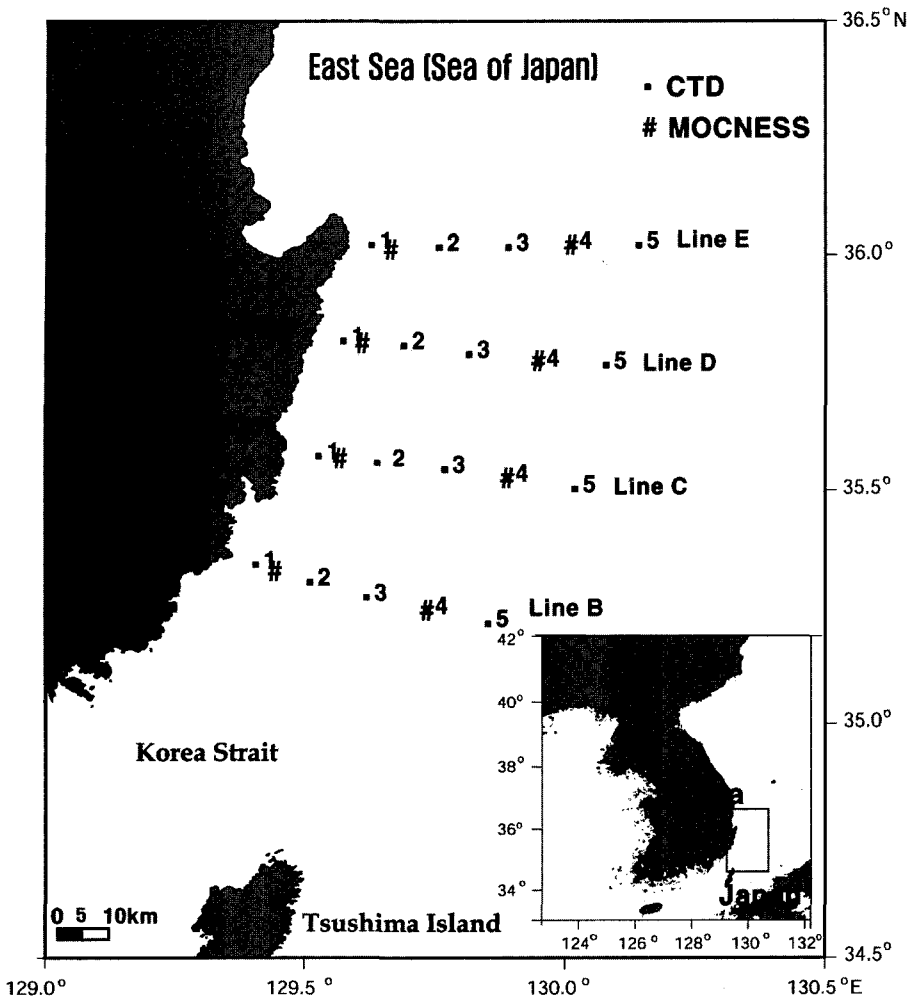 36.5° N
East Sea (Sea of Japan)
▪ CTD
# MOCNESS
1 # 2 3 # 4 5 Line E
36.0°
1 # 2 3 # 4 5 Line D
1 # 2 3 # 4 5 Line C
35.5°
1 # 2 3 # 4 5 Line B
42°
40°
38°
36°
34°
a
Japan
124° 126° 128° 130° 132°
35.0°
Korea Strait
Tsushima Island
0 5 10km
34.5°
129.0° 129.5° 130.0° 130.5°E